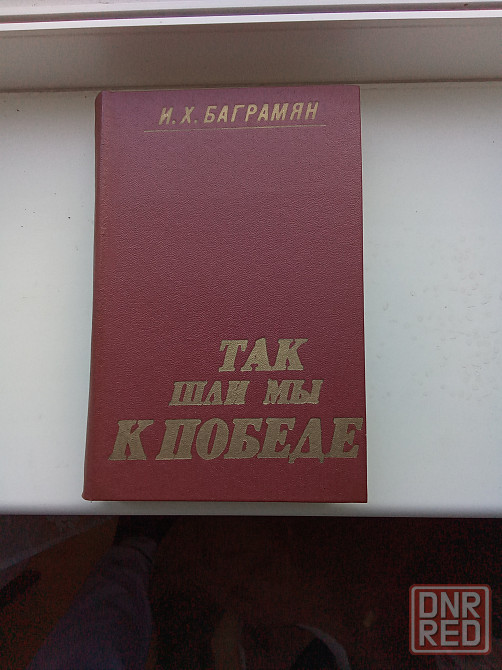 И. Х. БАГРАМЯН
ТАК
ШЛИ МЫ
К ПОБЕДЕ
DNR
RED